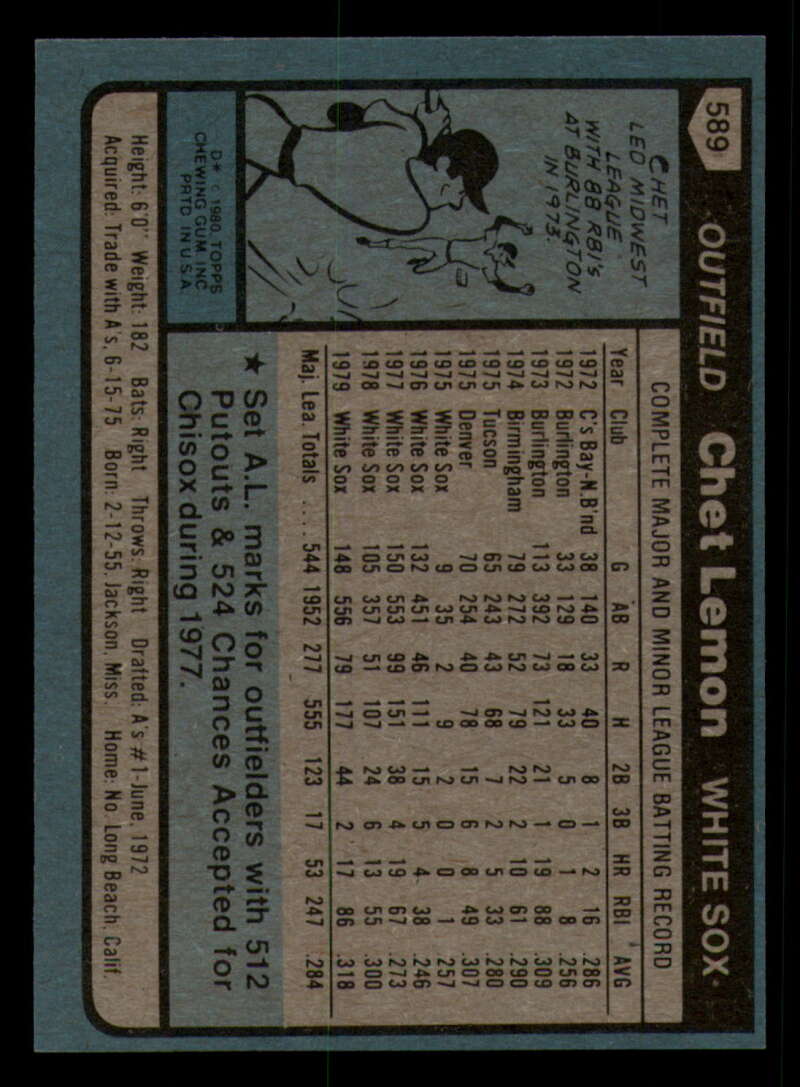 589
OUTFIELD Chet Lemon WHITE SOX
CHET
LED MIDWEST
LEAGUE
WITH 88 RBI's
AT BURLINGTON
IN 1973.
D* © 1980 TOPPS
CHEWING GUM INC
PRTD IN U S A
COMPLETE MAJOR AND MINOR LEAGUE BATTING RECORD
Year Club G AB R H 2B 3B HR RBI AVG
1972 C's Bay-N.B'nd 38 140 33 40 8 1 2 16 .286
1972 Burlington 33 129 18 33 5 0 1 8 .256
1973 Burlington 113 392 73 121 21 1 19 88 .309
1974 Birmingham 79 272 52 79 22 2 10 61 .290
1975 Tucson 65 243 43 68 7 2 5 33 .280
1975 Denver 70 254 40 78 15 6 8 49 .307
1975 White Sox 9 35 2 9 2 0 0 1 .257
1976 White Sox 132 451 46 111 15 5 4 38 .246
1977 White Sox 150 553 99 151 38 4 19 67 .273
1978 White Sox 105 357 51 107 24 6 13 55 .300
1979 White Sox 148 556 79 177 44 2 17 86 .318
Maj. Lea. Totals .... 544 1952 277 555 123 17 53 247 .284
★ Set A.L. marks for outfielders with 512
Putouts & 524 Chances Accepted for
Chisox during 1977.
Height: 6'0" Weight: 182 Bats: Right Throws: Right Drafted: A's #1-June, 1972
Acquired: Trade with A's, 6-15-75 Born: 2-12-55, Jackson, Miss. Home: No. Long Beach, Calif.